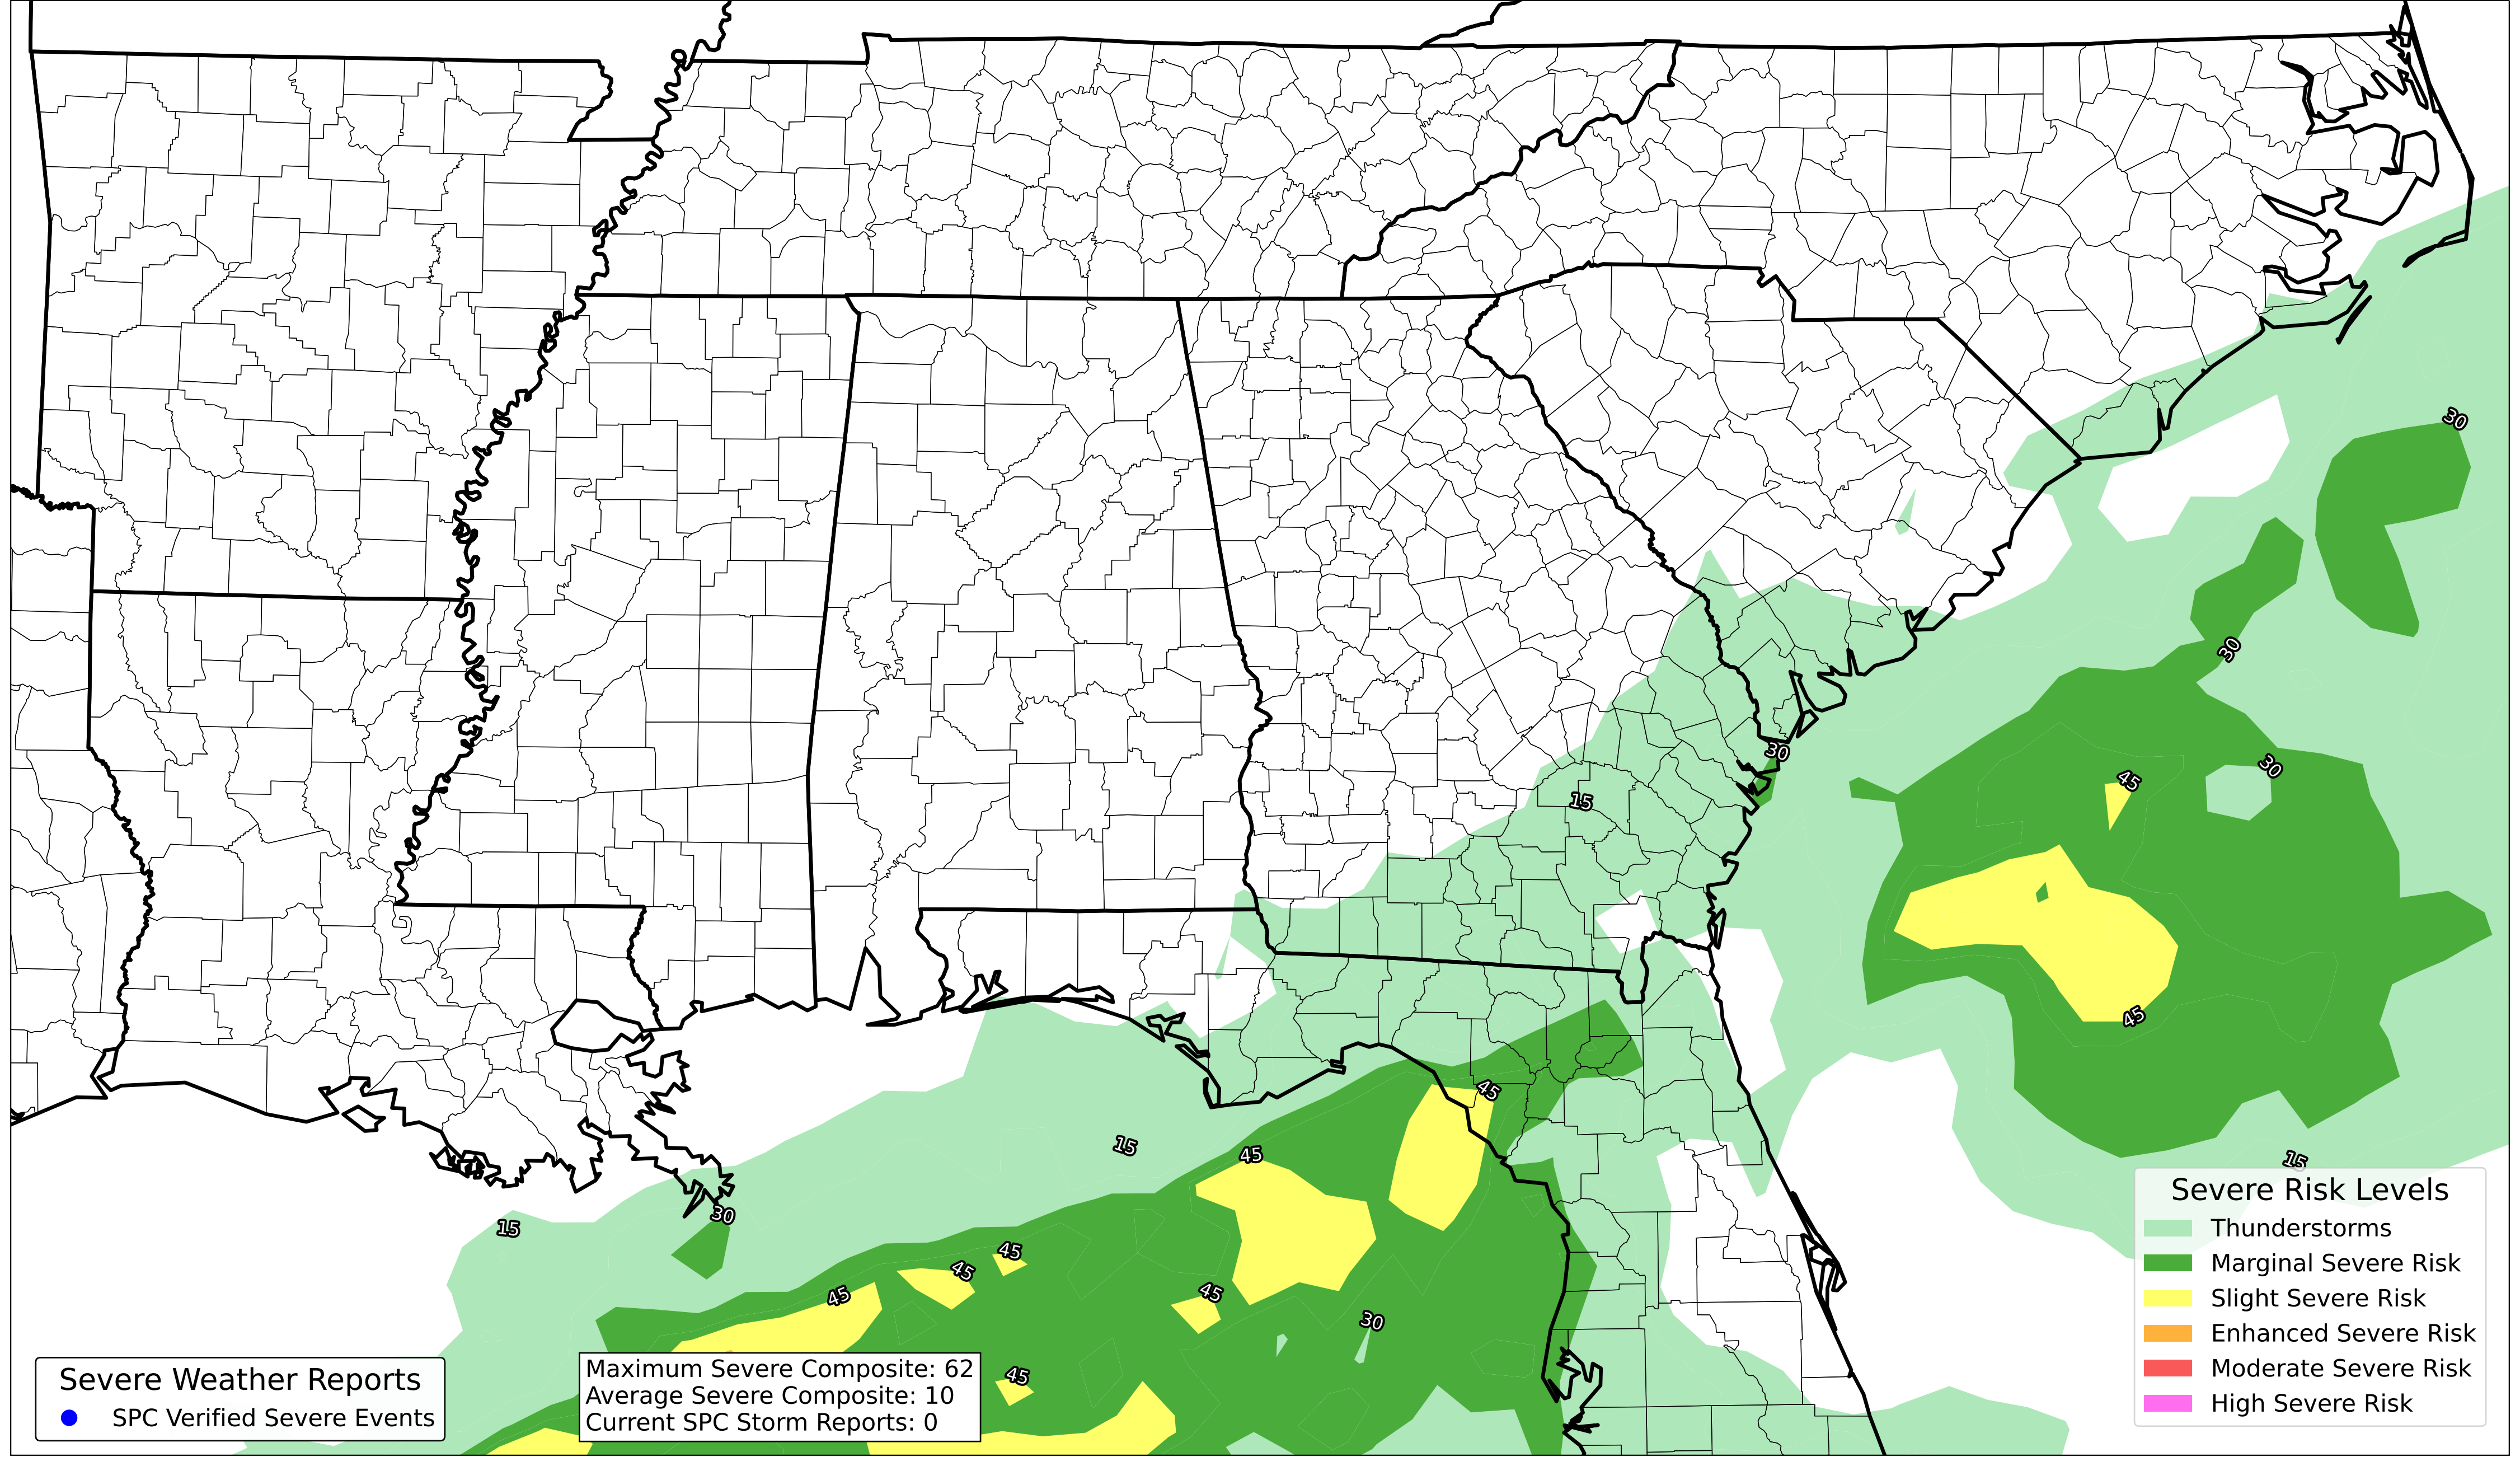 30
30
30
45
30
15
45
45
15
45
15
45
15
30
45
45
45
45
30
45
Severe Risk Levels
Thunderstorms
Marginal Severe Risk
Slight Severe Risk
Enhanced Severe Risk
Moderate Severe Risk
High Severe Risk
Severe Weather Reports
SPC Verified Severe Events
Maximum Severe Composite: 62
Average Severe Composite: 10
Current SPC Storm Reports: 0